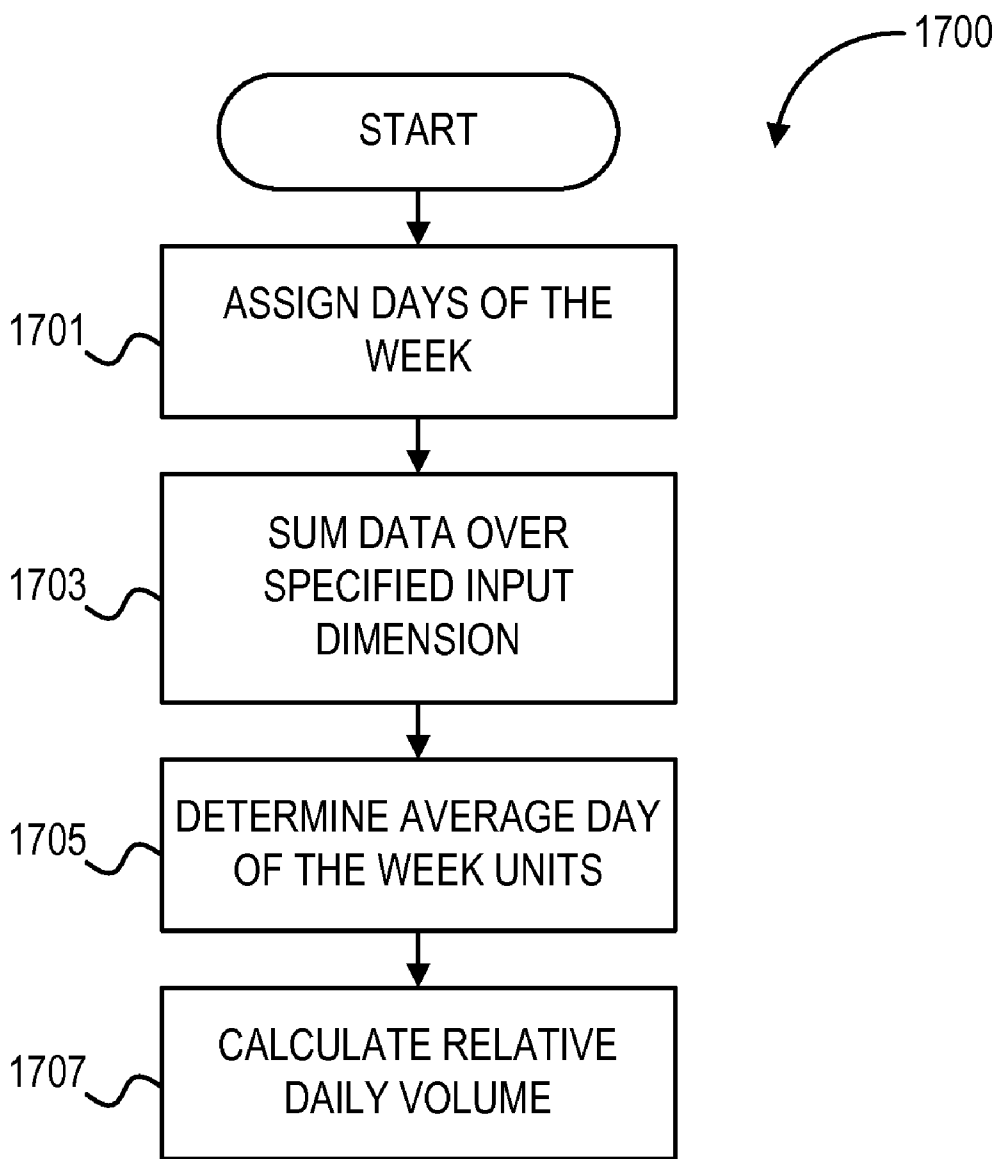 1700
START
1701
ASSIGN DAYS OF THE
WEEK
1703
SUM DATA OVER
SPECIFIED INPUT
DIMENSION
1705
DETERMINE AVERAGE DAY
OF THE WEEK UNITS
1707
CALCULATE RELATIVE
DAILY VOLUME